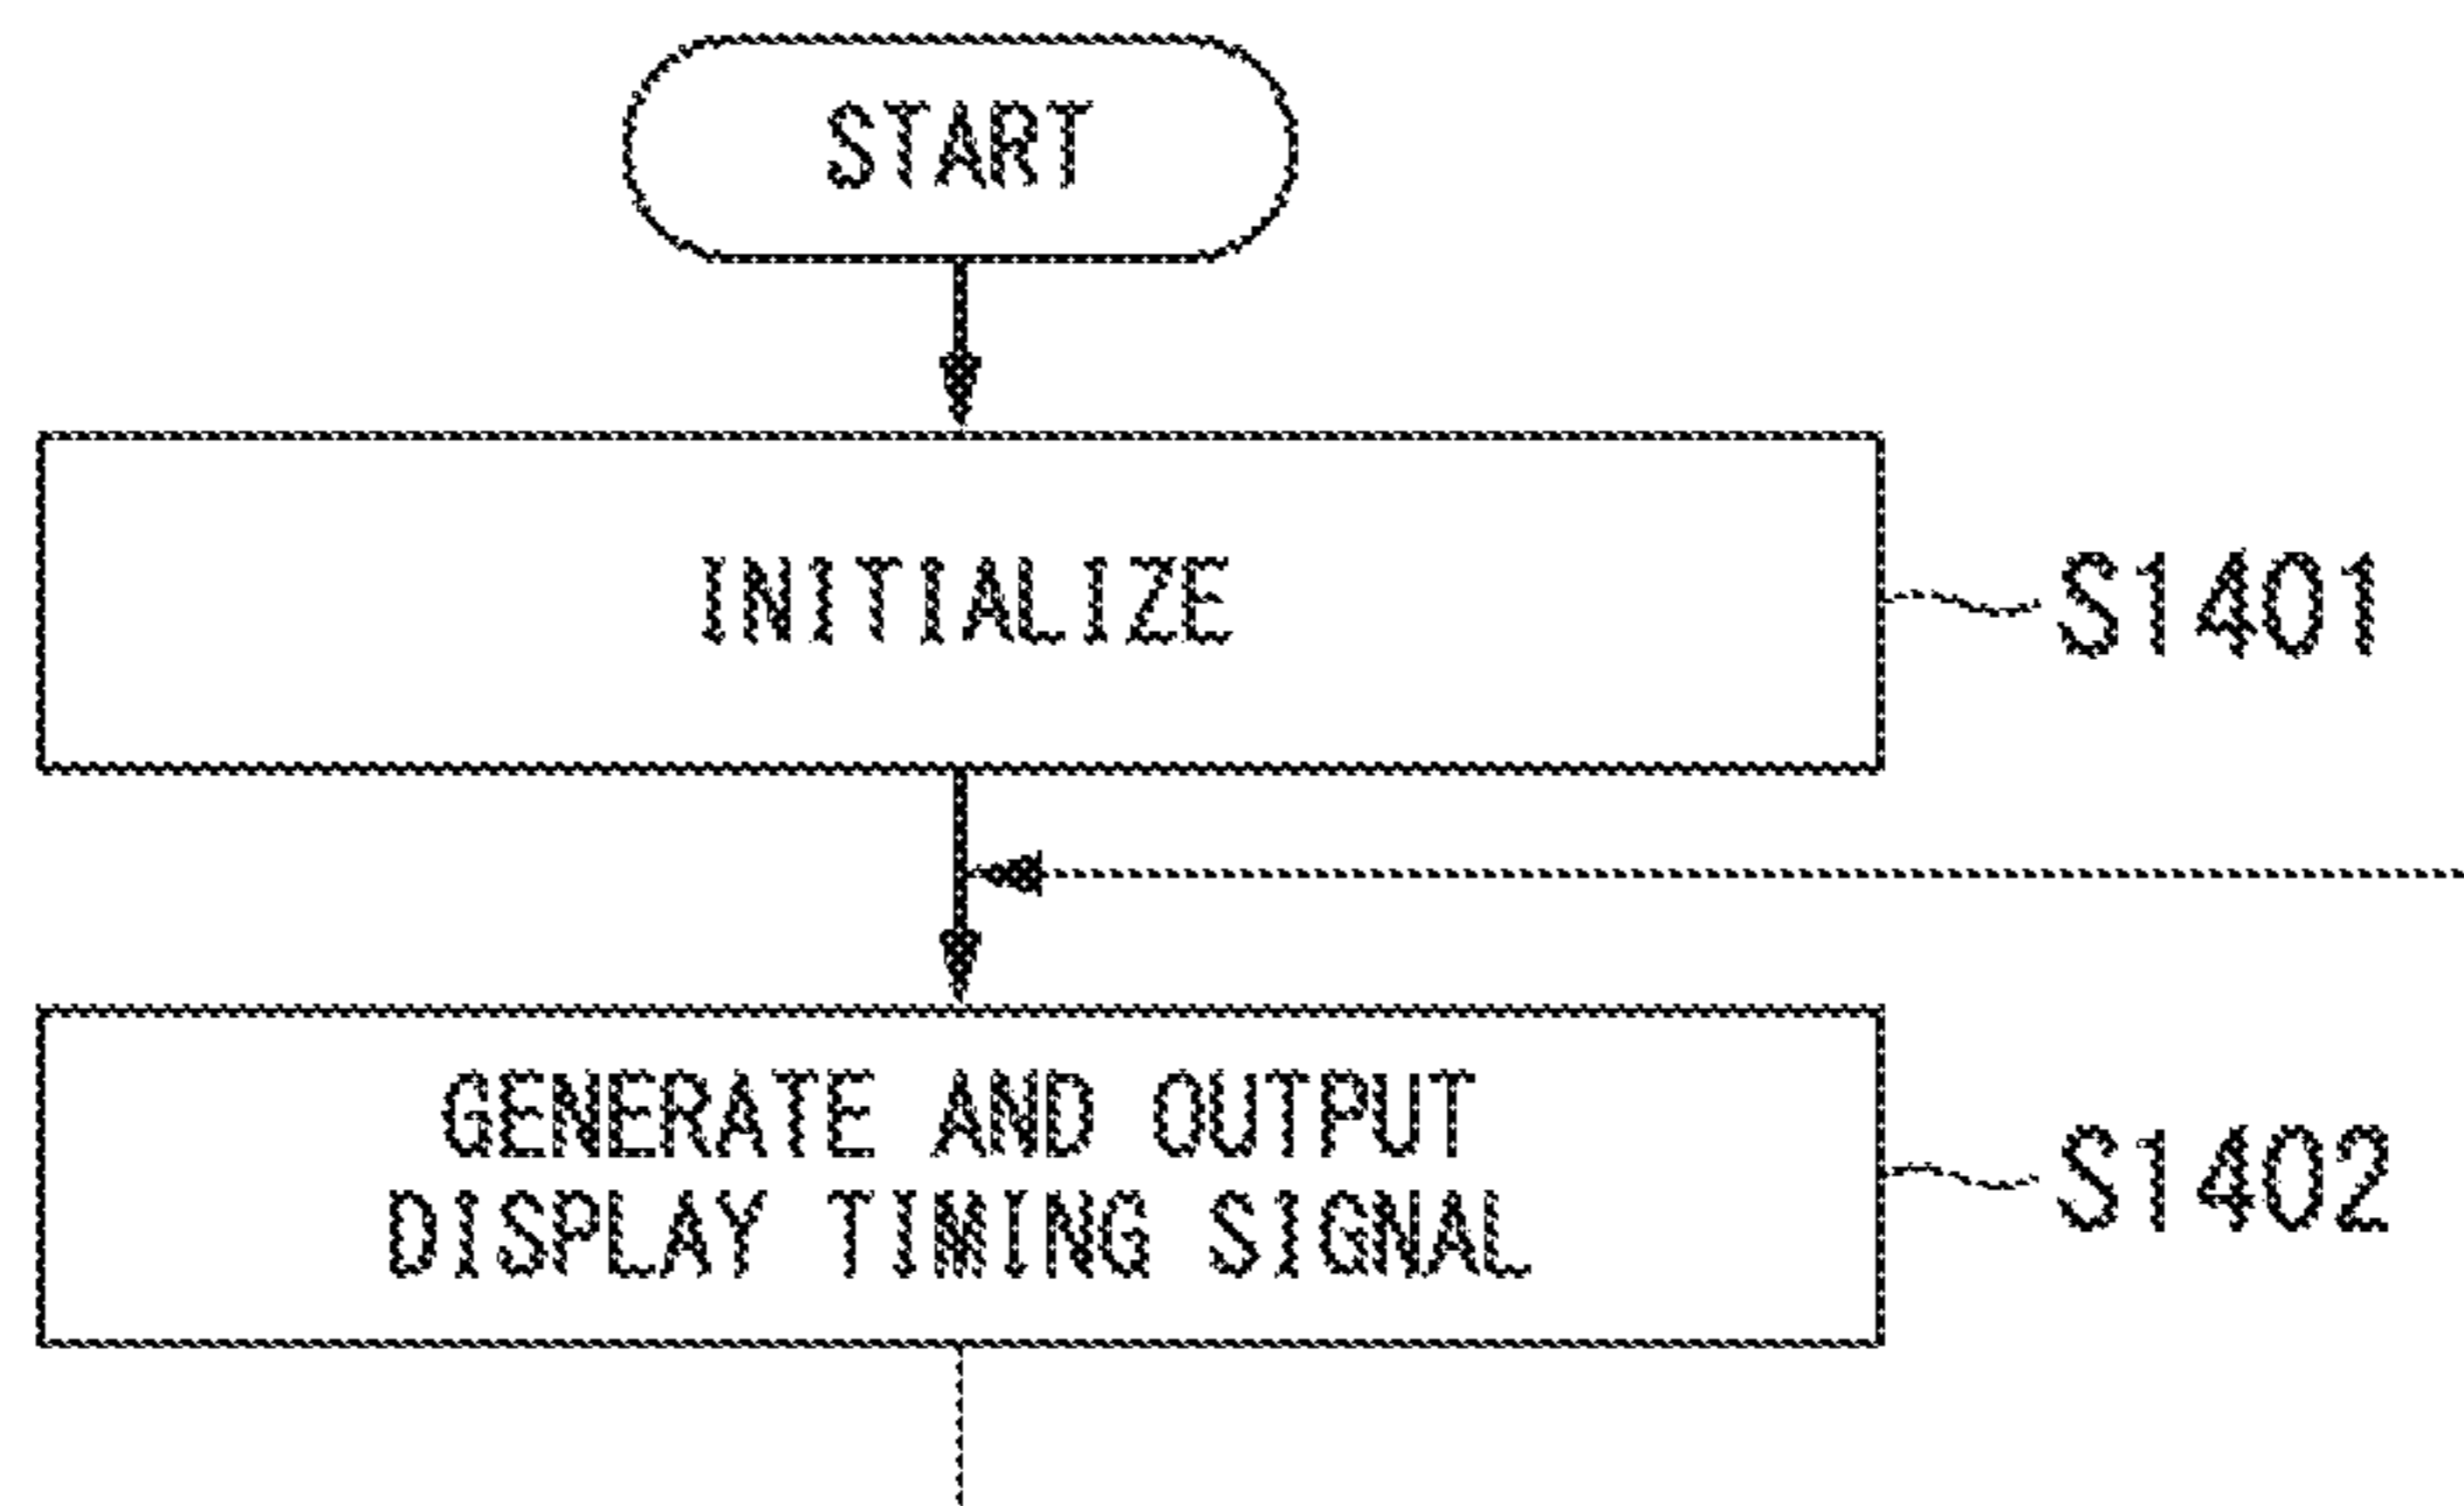 START
INITIALIZE
S1401
GENERATE AND OUTPUT
DISPLAY TIMING SIGNAL
S1402